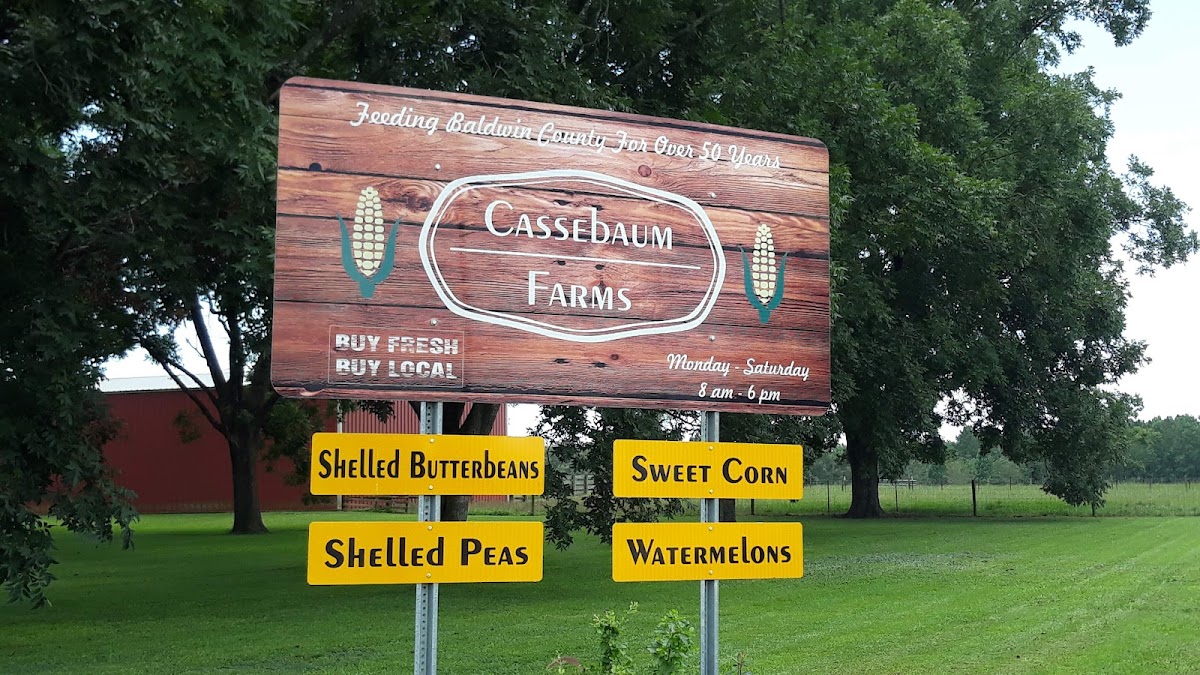 Feeding Baldwin County For Over 50 Years
Cassebaum
Farms
BUY FRESH
BUY LOCAL
Monday - Saturday
8 am - 6 pm
Shelled Butterbeans
Sweet Corn
Shelled Peas
Watermelons